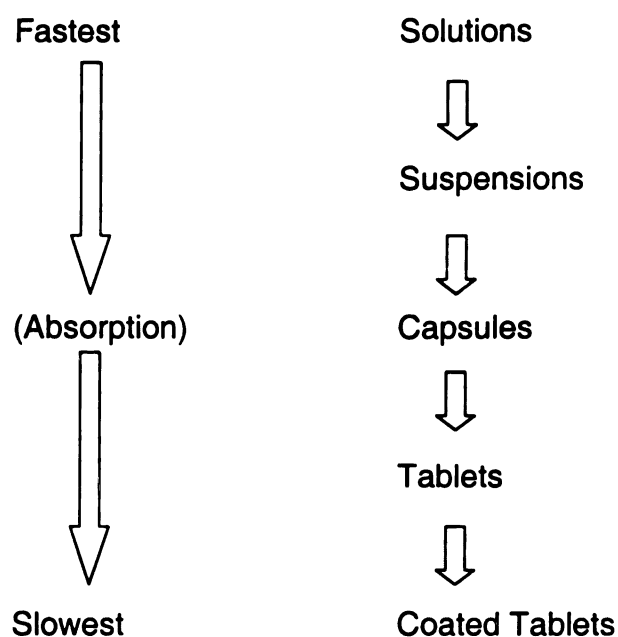 Fastest
Solutions
Suspensions
(Absorption)
Capsules
Tablets
Slowest
Coated Tablets